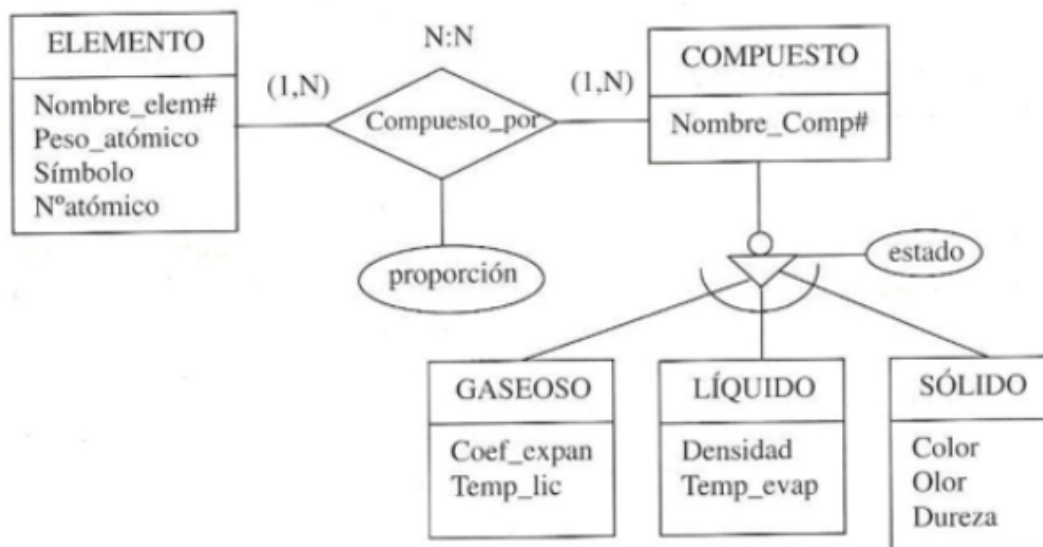 ELEMENTO
Nombre_elem#
Peso_atómico
Símbolo
Nºatómico
N:N
(1,N)
Compuesto_por
(1,N)
proporción
COMPUESTO
Nombre_Comp#
estado
GASEOSO
Coef_expan
Temp_lic
LÍQUIDO
Densidad
Temp_evap
SÓLIDO
Color
Olor
Dureza